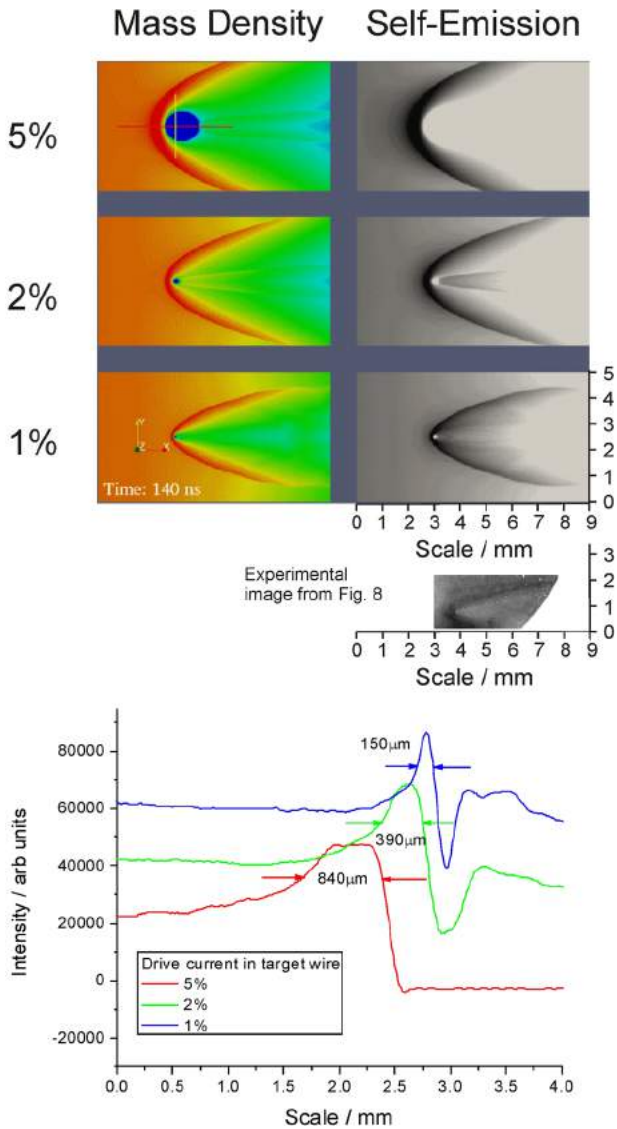 Mass Density Self-Emission
5%
2%
1%
Y
Z X
Time: 140 ns
5
4
3
2
1
0
0 1 2 3 4 5 6 7 8 9
Scale / mm
Experimental
image from Fig. 8
3
2
1
0
0 1 2 3 4 5 6 7 8 9
Scale / mm
80000
60000
40000
20000
0
-20000
Intensity / arb units
150μm
390μm
840μm
Drive current in target wire
5%
2%
1%
0.0 0.5 1.0 1.5 2.0 2.5 3.0 3.5 4.0
Scale / mm